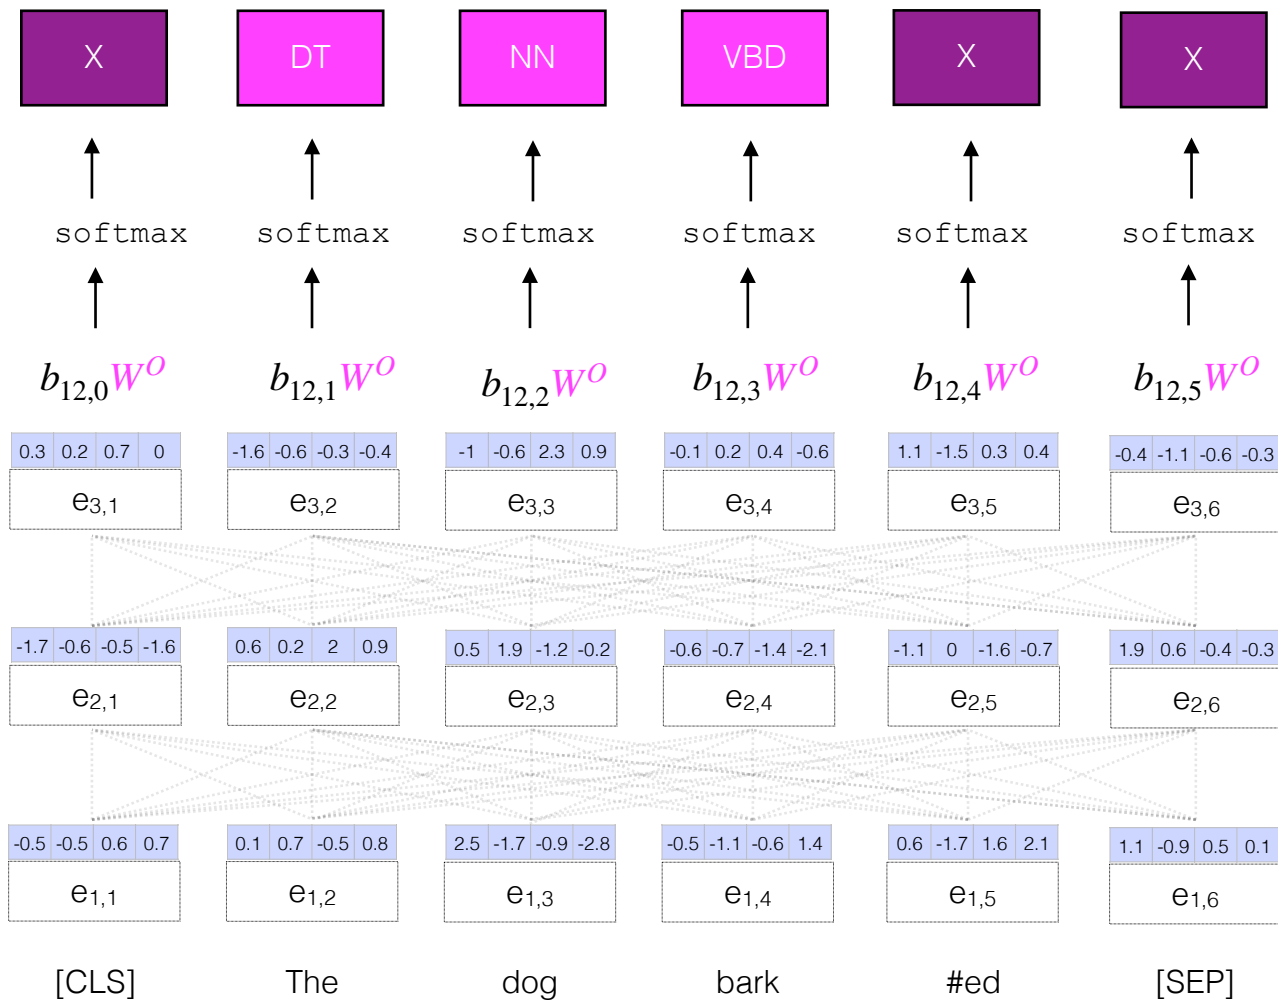 X DT NN VBD X X
softmax softmax softmax softmax softmax softmax
b12,0W^O b12,1W^O b12,2W^O b12,3W^O b12,4W^O b12,5W^O
0.3 0.2 0.7 0 -1.6 -0.6 -0.3 -0.4 -1 -0.6 2.3 0.9 -0.1 0.2 0.4 -0.6 1.1 -1.5 0.3 0.4 -0.4 -1.1 -0.6 -0.3
e3,1 e3,2 e3,3 e3,4 e3,5 e3,6
-1.7 -0.6 -0.5 -1.6 0.6 0.2 2 0.9 0.5 1.9 -1.2 -0.2 -0.6 -0.7 -1.4 -2.1 -1.1 0 -1.6 -0.7 1.9 0.6 -0.4 -0.3
e2,1 e2,2 e2,3 e2,4 e2,5 e2,6
-0.5 -0.5 0.6 0.7 0.1 0.7 -0.5 0.8 2.5 -1.7 -0.9 -2.8 -0.5 -1.1 -0.6 1.4 0.6 -1.7 1.6 2.1 1.1 -0.9 0.5 0.1
e1,1 e1,2 e1,3 e1,4 e1,5 e1,6
[CLS] The dog bark #ed [SEP]